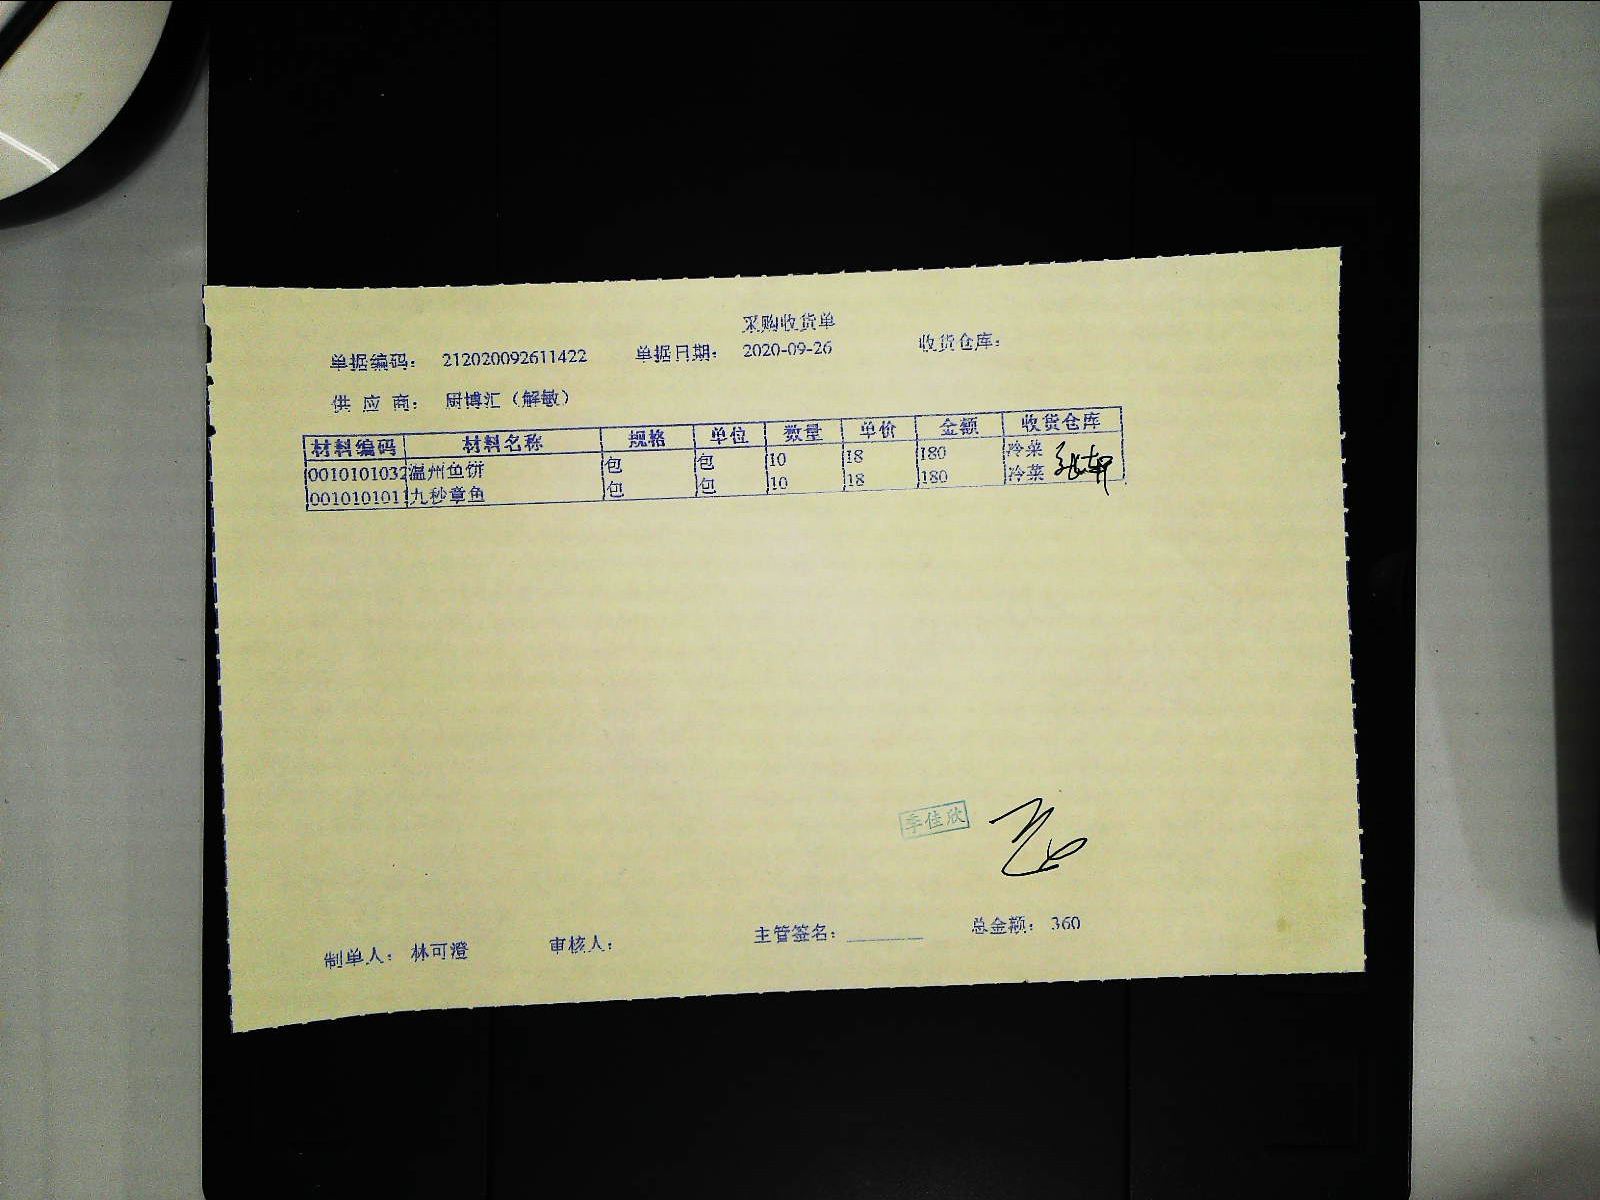 采购收货单
单据编码： 212020092611422 单据日期： 2020-09-26 收货仓库：
供 应 商： 厨博汇（解敏）
材料编码 材料名称 规格 单位 数量 单价 金额 收货仓库
0010101032 温州鱼饼 包 包 10 18 180 冷菜
001010101 九秒章鱼 包 包 10 18 180 冷菜
季佳欣
制单人： 林可澄 审核人： 主管签名： 总金额： 360